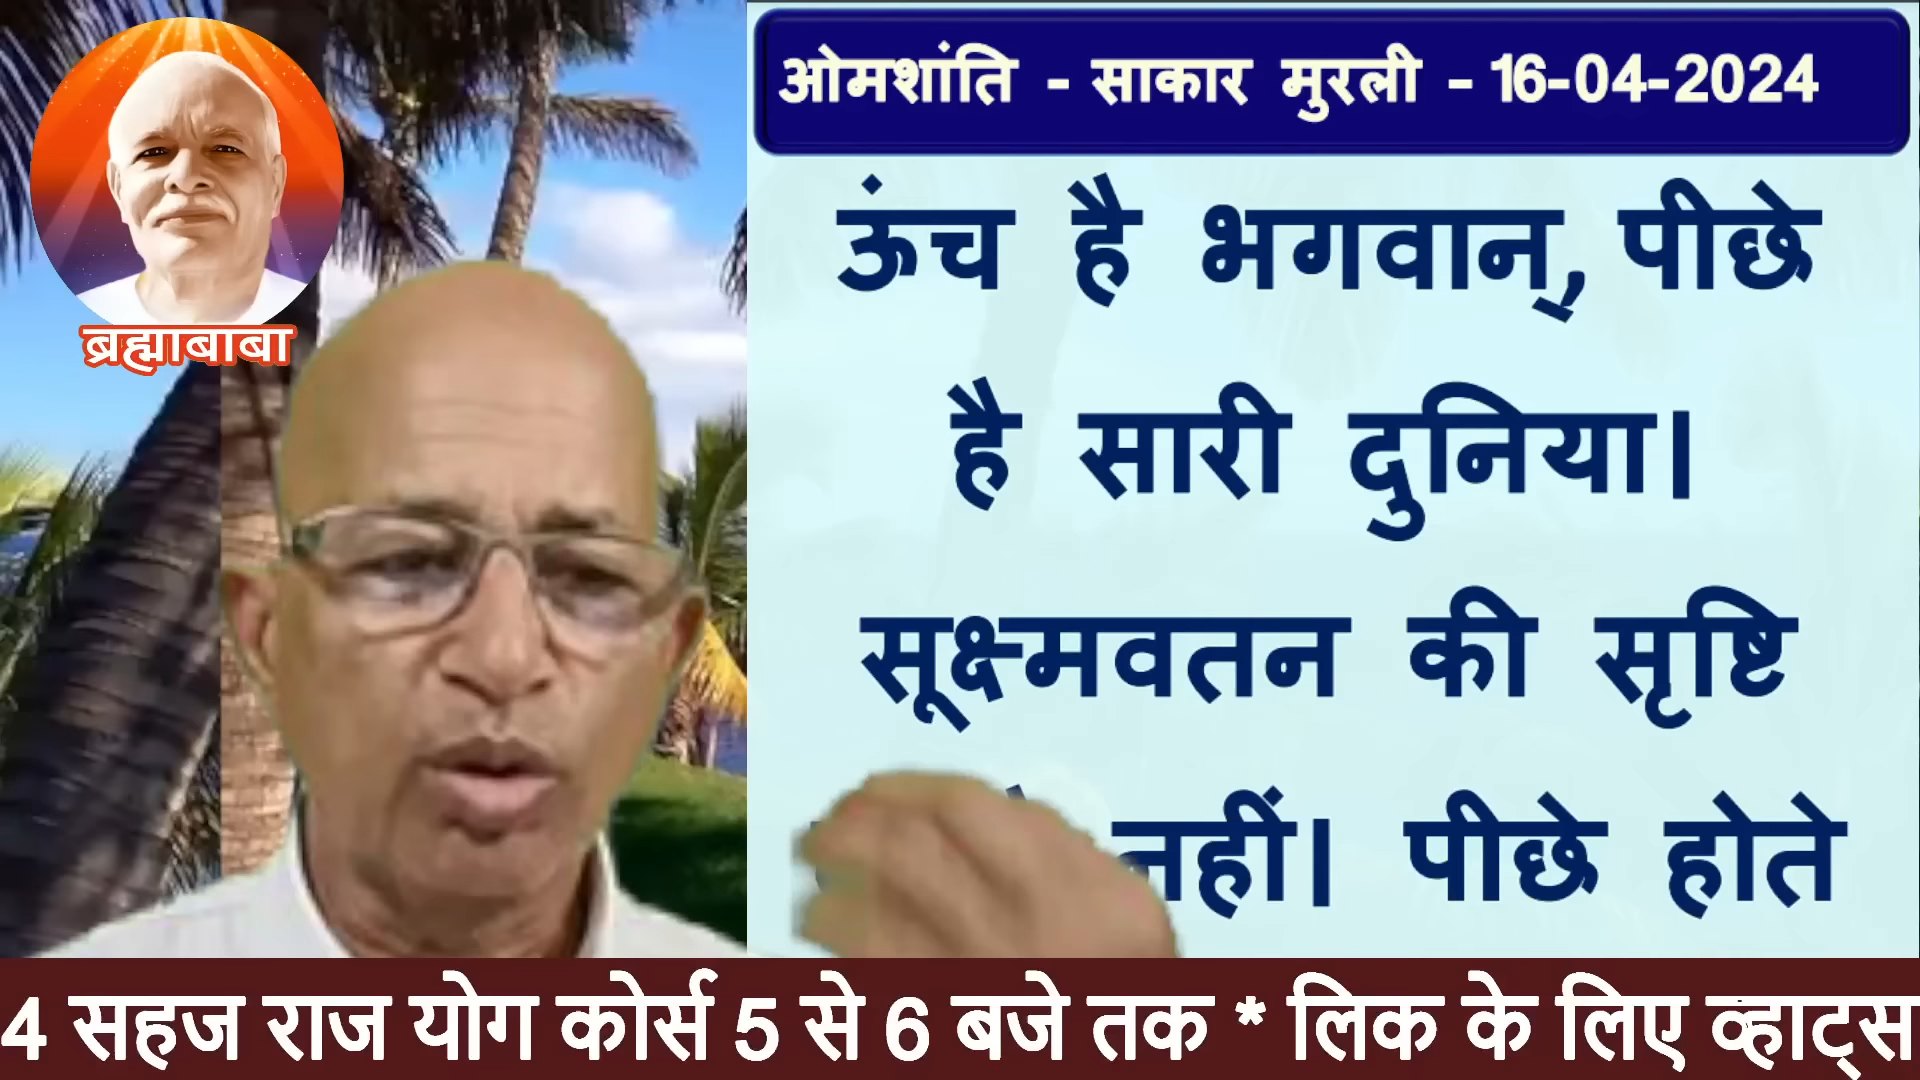 ब्रह्माबाबा
ओमशांति - साकार मुरली - 16-04-2024
ऊंच है भगवान्, पीछे
है सारी दुनिया।
सूक्ष्मवतन की सृष्टि
नहीं। पीछे होते
4 सहज राज योग कोर्स 5 से 6 बजे तक * लिक के लिए व्हाट्स